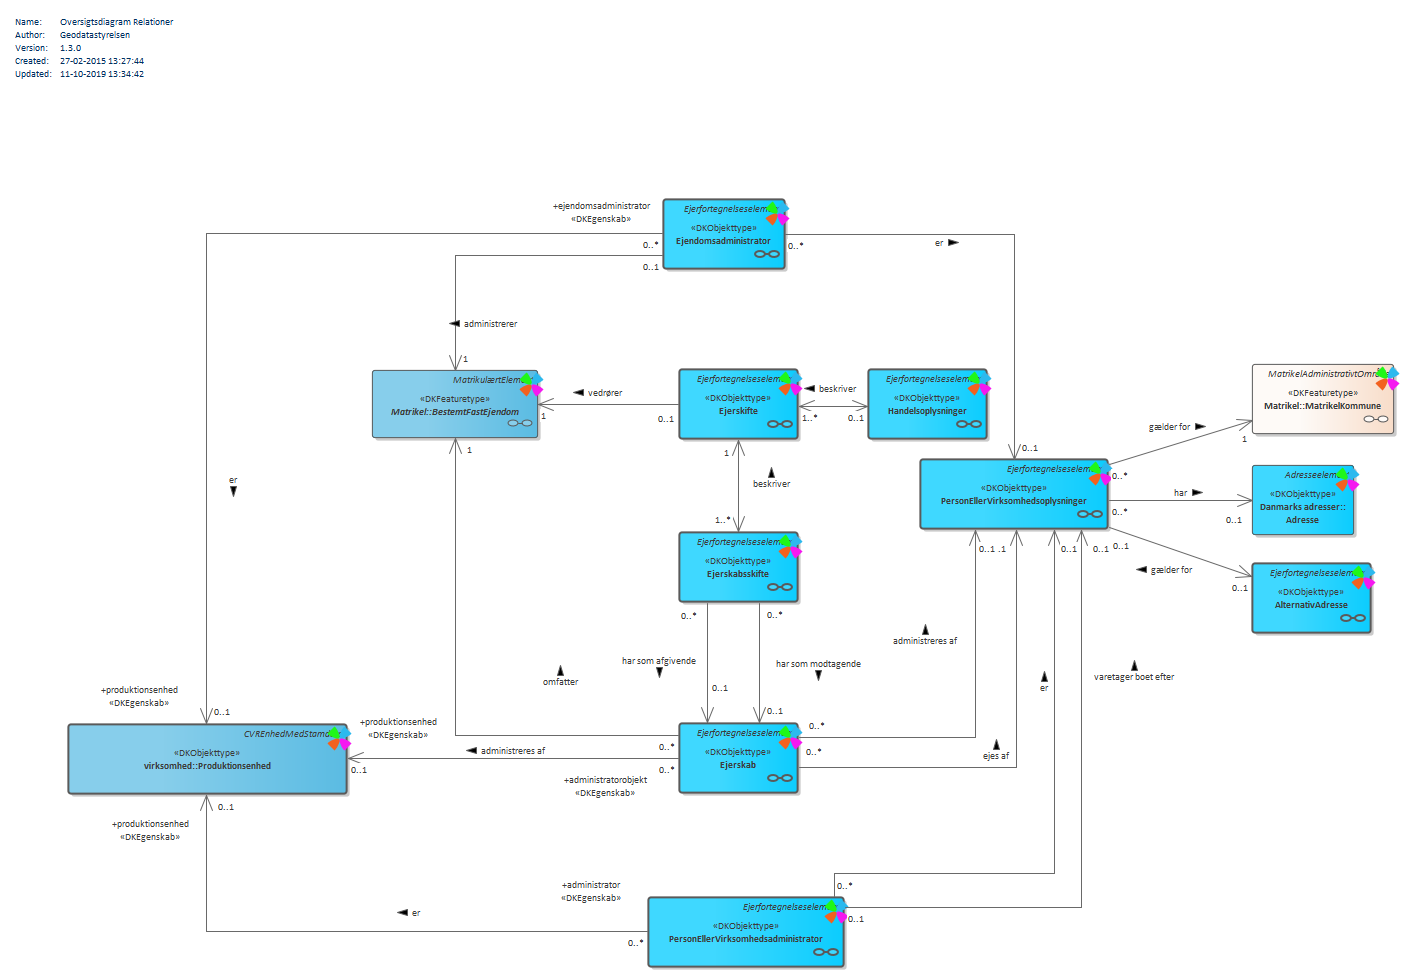 Name: Oversigtsdiagram Relationer
Author: Geodatastyrelsen
Version: 1.3.0
Created: 27-02-2015 13:27:44
Updated: 11-10-2019 13:34:42
+ejendomsadministrator
«DKEgenskab»
0..*
0..1
Ejerfortegnelseselem
«DKObjekttype»
Ejendomsadministrator
0..*
er
administrerer
1
MatrikulærtElem
«DKFeaturetype»
Matrikel::BestemtFastEjendom
1
vedrører
0..1
Ejerfortegnelseselem
«DKObjekttype»
Ejerskifte
beskriver
1..*
0..1
Ejerfortegnelseselem
«DKObjekttype»
Handelsoplysninger
MatrikelAdministrativtOmr
«DKFeaturetype»
Matrikel::MatrikelKommune
gælder for
1
0..1
Ejerfortegnelseselem
«DKObjekttype»
PersonEllerVirksomhedsoplysninger
0..*
har
0..*
0..1
Adresseelem
«DKObjekttype»
Danmarks adresser::
Adresse
1
1
beskriver
er
1..*
Ejerfortegnelseselem
«DKObjekttype»
Ejerskabsskifte
0..1 .1
0..1
0..1
0..1
gælder for
0..1
Ejerfortegnelseselem
«DKObjekttype»
AlternativAdresse
0..*
0..*
administreres af
har som afgivende
har som modtagende
omfatter
er
varetager boet efter
+produktionsenhed
«DKEgenskab»
0..1
0..1
0..1
CVREnhedMedStamd
«DKObjekttype»
virksomhed::Produktionsenhed
+produktionsenhed
«DKEgenskab»
0..1
administreres af
0..*
0..*
+administratorobjekt
«DKEgenskab»
Ejerfortegnelseselem
«DKObjekttype»
Ejerskab
0..*
0..*
ejes af
0..1
+produktionsenhed
«DKEgenskab»
er
+administrator
«DKEgenskab»
0..*
Ejerfortegnelseselem
«DKObjekttype»
PersonEllerVirksomhedsadministrator
0..*
0..1